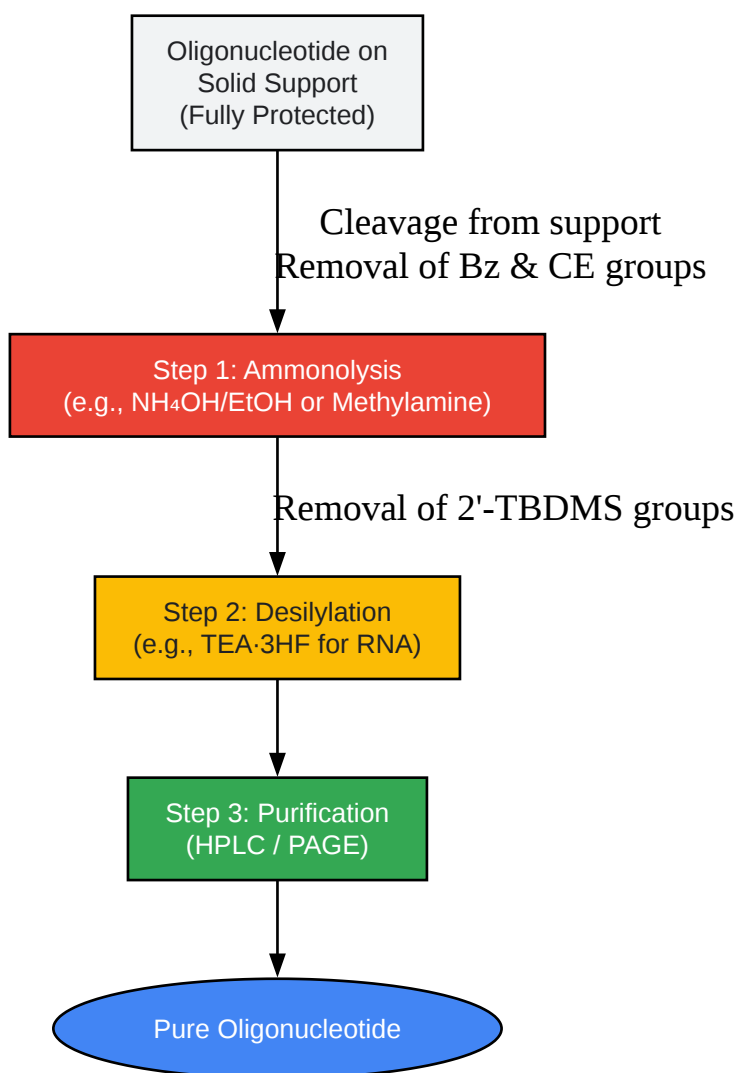 Oligonucleotide on
Solid Support
(Fully Protected)
Cleavage from support
Removal of Bz & CE groups
Step 1: Ammonolysis
(e.g., NH₄OH/EtOH or Methylamine)
Removal of 2'-TBDMS groups
Step 2: Desilylation
(e.g., TEA·3HF for RNA)
Step 3: Purification
(HPLC / PAGE)
Pure Oligonucleotide